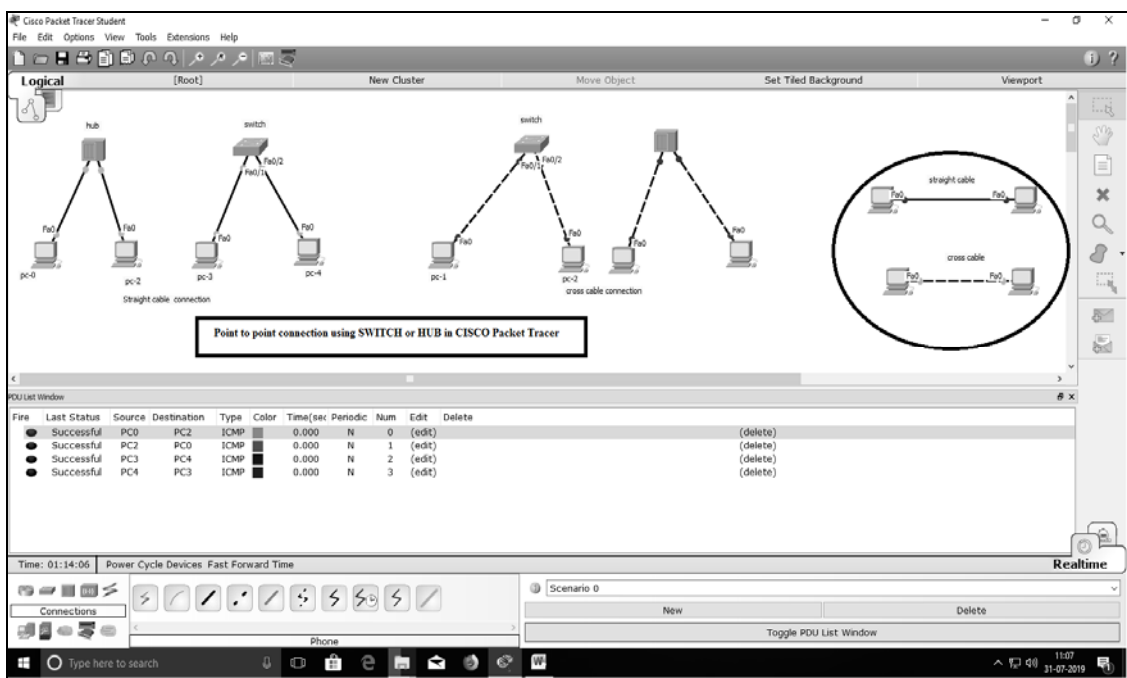 Cisco Packet Tracer Student
File Edit Options View Tools Extensions Help
Logical [Root] New Cluster Move Object Set Tiled Background Viewport
hub
switch
switch
Fa0/2
Fa0/1
Fa0/1 Fa0/2
straight cable
Fa0 Fa0
Fa0 Fa0 Fa0 Fa0 Fa0 Fa0 Fa0 Fa0
cross cable
Fa0 Fa0
pc-0 pc-2 pc-3 pc-4 pc-1 pc-2
Straight cable connection
cross cable connection
Point to point connection using SWITCH or HUB in CISCO Packet Tracer
PDU List Window
Fire Last Status Source Destination Type Color Time(sec Periodic Num Edit Delete
Successful PC0 PC2 ICMP 0.000 N 0 (edit) (delete)
Successful PC2 PC0 ICMP 0.000 N 1 (edit) (delete)
Successful PC3 PC4 ICMP 0.000 N 2 (edit) (delete)
Successful PC4 PC3 ICMP 0.000 N 3 (edit) (delete)
Time: 01:14:06 Power Cycle Devices Fast Forward Time Realtime
Scenario 0
New Delete
Connections
Toggle PDU List Window
Phone
Type here to search
11:07
31-07-2019